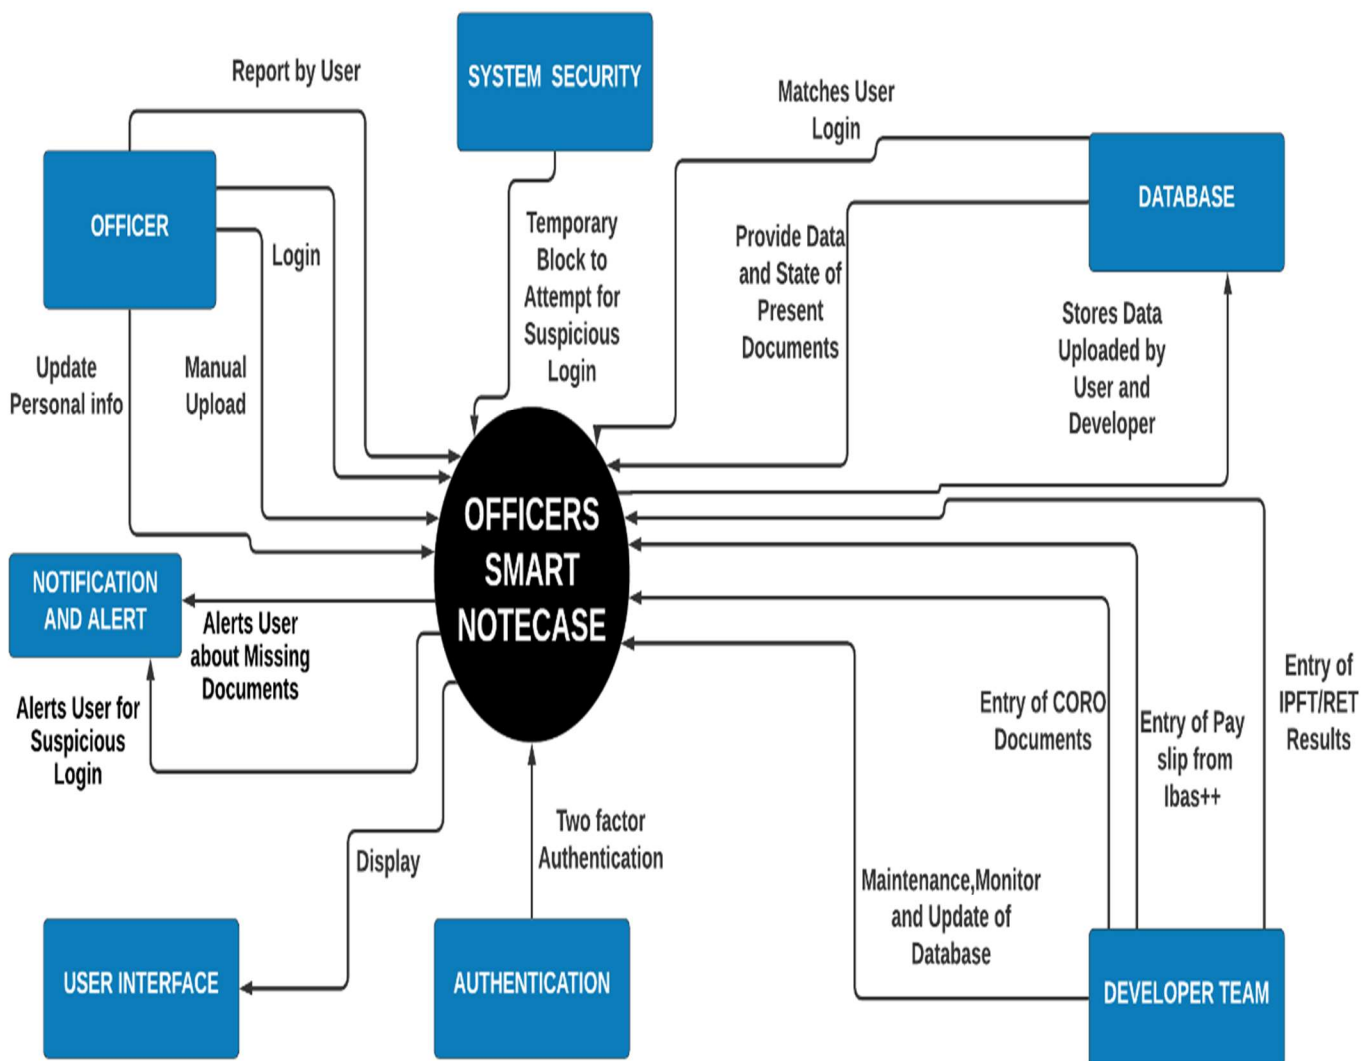 Report by User
SYSTEM SECURITY
Matches User
Login
OFFICER
DATABASE
Login
Temporary
Block to
Attempt for
Suspicious
Login
Provide Data
and State of
Present
Documents
Stores Data
Uploaded by
User and
Developer
Update
Personal info
Manual
Upload
OFFICERS
SMART
NOTECASE
NOTIFICATION
AND ALERT
Alerts User
about Missing
Documents
Alerts User for
Suspicious
Login
Entry of CORO
Documents
Entry of Pay
slip from
Ibas++
Entry of
IPFT/RET
Results
Display
Two factor
Authentication
Maintenance,Monitor
and Update of
Database
USER INTERFACE
AUTHENTICATION
DEVELOPER TEAM